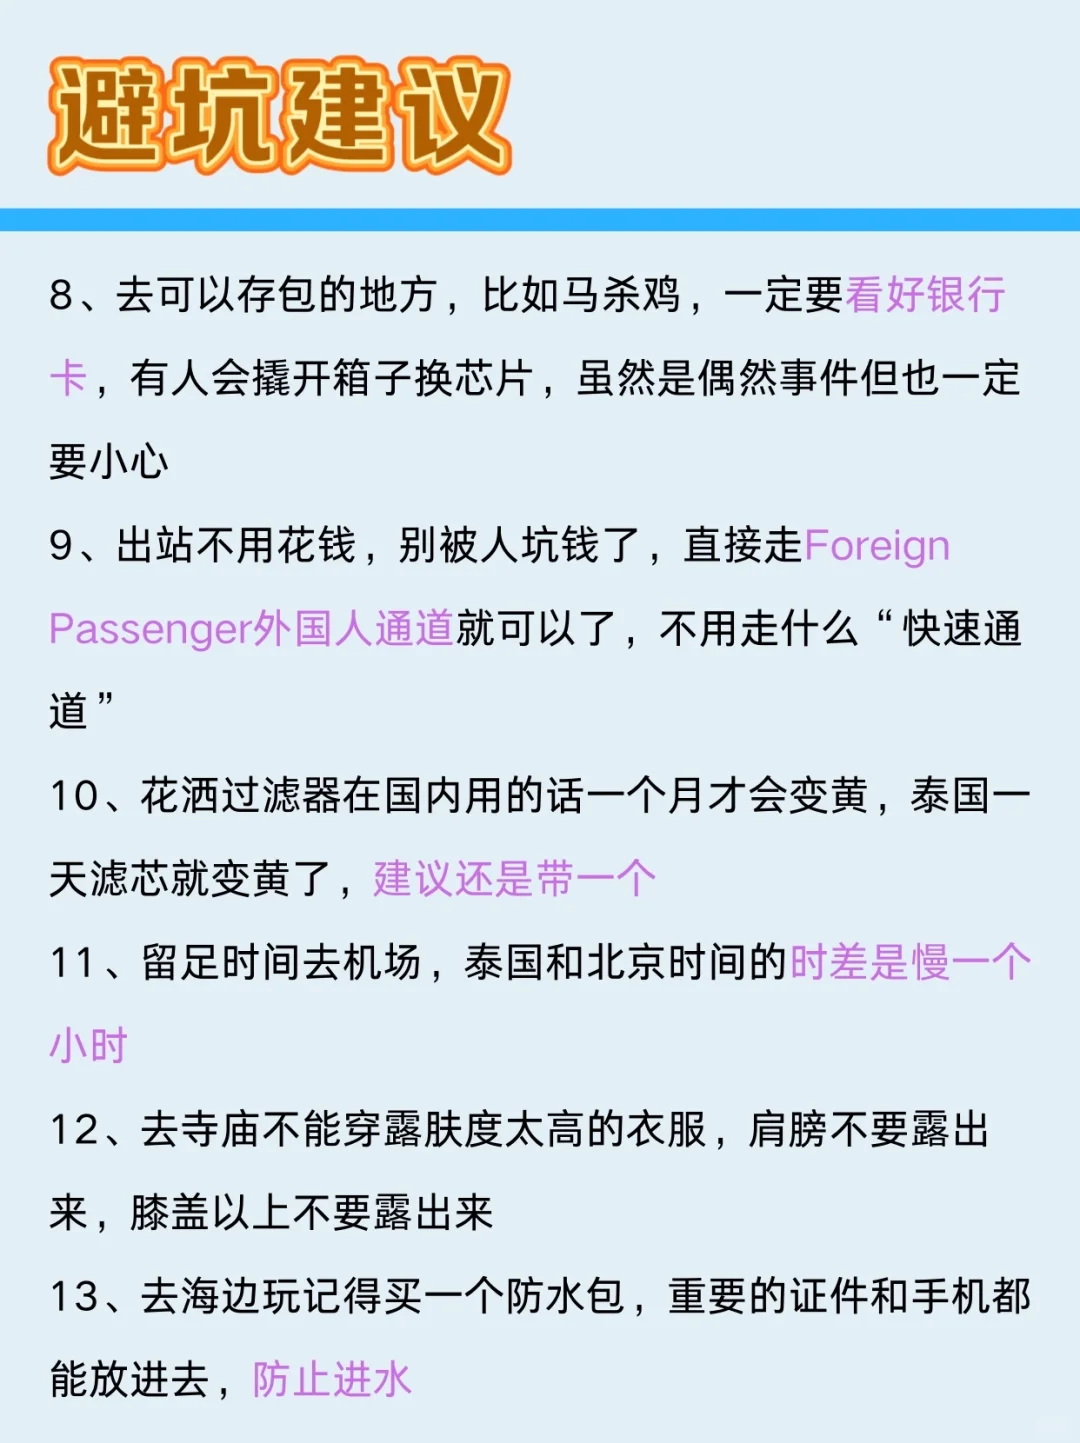 避坑建议
8、去可以存包的地方，比如马杀鸡，一定要看好银行
卡，有人会撬开箱子换芯片，虽然是偶然事件但也一定
要小心
9、出站不用花钱，别被人坑钱了，直接走Foreign
Passenger外国人通道就可以了，不用走什么“快速通
道”
10、花洒过滤器在国内用的话一个月才会变黄，泰国一
天滤芯就变黄了，建议还是带一个
11、留足时间去机场，泰国和北京时间的时差是慢一个
小时
12、去寺庙不能穿露肤度太高的衣服，肩膀不要露出
来，膝盖以上不要露出来
13、去海边玩记得买一个防水包，重要的证件和手机都
能放进去，防止进水